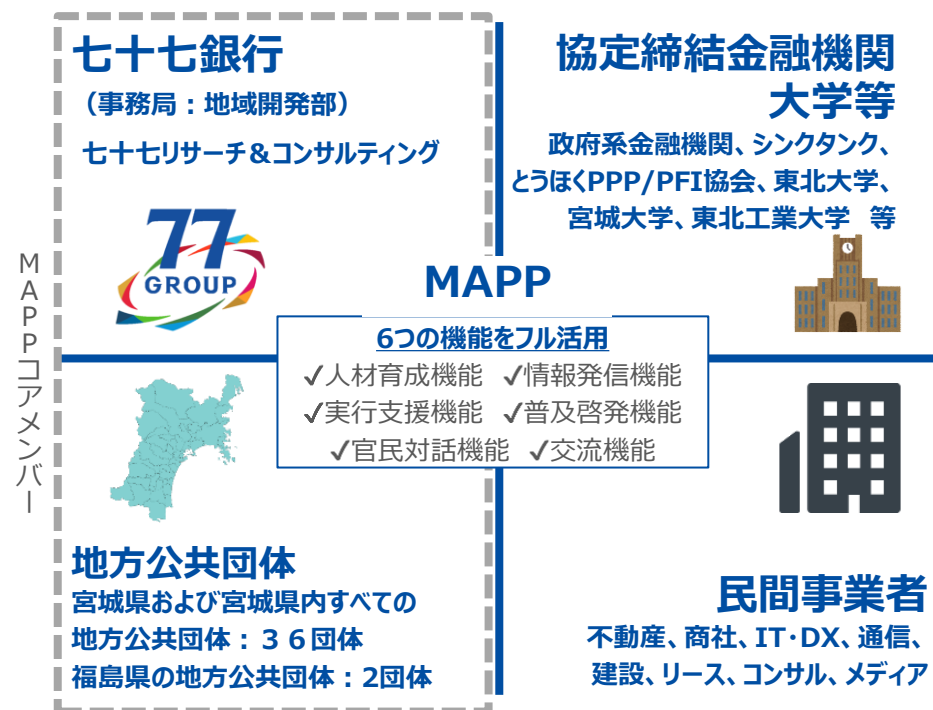 七十七銀行
（事務局：地域開発部）
七十七リサーチ＆コンサルティング
77
GROUP
協定締結金融機関
大学等
政府系金融機関、シンクタンク、
とうほくPPP/PFI協会、東北大学、
宮城大学、東北工業大学　等
MAPPコアメンバー
MAPP
6つの機能をフル活用
✓人材育成機能　✓情報発信機能
✓実行支援機能　✓普及啓発機能
✓官民対話機能　✓交流機能
地方公共団体
宮城県および宮城県内すべての
地方公共団体：３６団体
福島県の地方公共団体：2団体
民間事業者
不動産、商社、IT・DX、通信、
建設、リース、コンサル、メディア